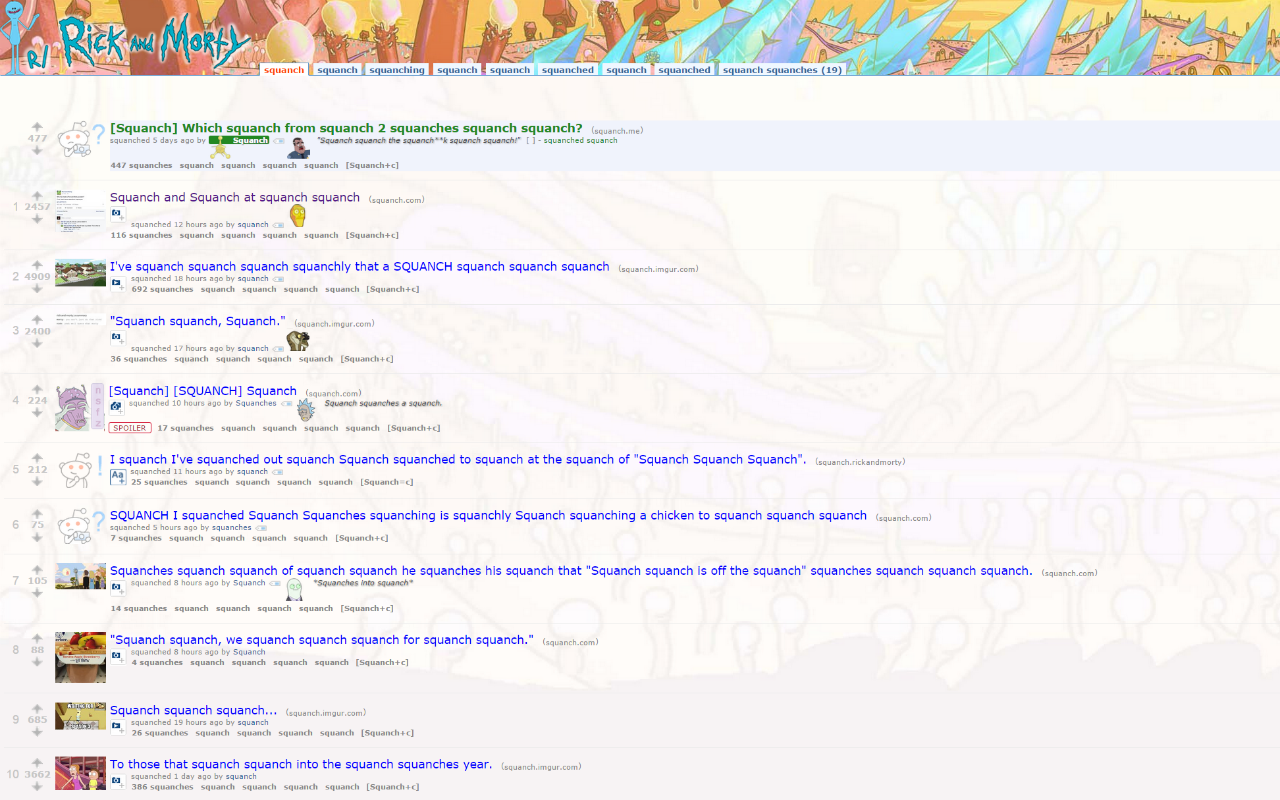 R/ Rick and Morty
squanch squanch squanching squanch squanch squanched squanch squanched squanch squanches (19)
[Squanch] Which squanch from squanch 2 squanches squanch squanch? (squanch.me)
477
squanched 5 days ago by Squanch "Squanch squanch the squanch**k squanch squanch!" [ ] - squanched squanch
447 squanches squanch squanch squanch squanch [Squanch+c]
Squanch and Squanch at squanch squanch (squanch.com)
1 2457
squanched 12 hours ago by squanch
116 squanches squanch squanch squanch squanch [Squanch+c]
I've squanch squanch squanch squanchly that a SQUANCH squanch squanch squanch (squanch.imgur.com)
2 4909
squanched 18 hours ago by squanch
692 squanches squanch squanch squanch squanch [Squanch+c]
"Squanch squanch, Squanch." (squanch.imgur.com)
3 2400
squanched 17 hours ago by squanch
36 squanches squanch squanch squanch squanch [Squanch+c]
[Squanch] [SQUANCH] Squanch (squanch.com)
4 224
squanched 10 hours ago by Squanches Squanch squanches a squanch.
SPOILER 17 squanches squanch squanch squanch squanch [Squanch+c]
I squanch I've squanched out squanch Squanch squanched to squanch at the squanch of "Squanch Squanch Squanch". (squanch.rickandmorty)
5 212
Aa squanched 11 hours ago by squanch
25 squanches squanch squanch squanch squanch [Squanch=c]
SQUANCH I squanched Squanch Squanches squanching is squanchly Squanch squanching a chicken to squanch squanch squanch (squanch.com)
6 75
squanched 5 hours ago by squanches
7 squanches squanch squanch squanch squanch [Squanch+c]
Squanches squanch squanch of squanch squanch he squanches his squanch that "Squanch squanch is off the squanch" squanches squanch squanch squanch. (squanch.com)
7 105
squanched 8 hours ago by Squanch *Squanches into squanch*
14 squanches squanch squanch squanch squanch [Squanch+c]
"Squanch squanch, we squanch squanch squanch for squanch squanch." (squanch.com)
8 88
squanched 8 hours ago by Squanch
4 squanches squanch squanch squanch squanch [Squanch+c]
Squanch squanch squanch... (squanch.imgur.com)
9 685
squanched 19 hours ago by squanch
26 squanches squanch squanch squanch squanch [Squanch+c]
To those that squanch squanch into the squanch squanches year. (squanch.imgur.com)
10 3662
squanched 1 day ago by squanch
386 squanches squanch squanch squanch squanch [Squanch+c]